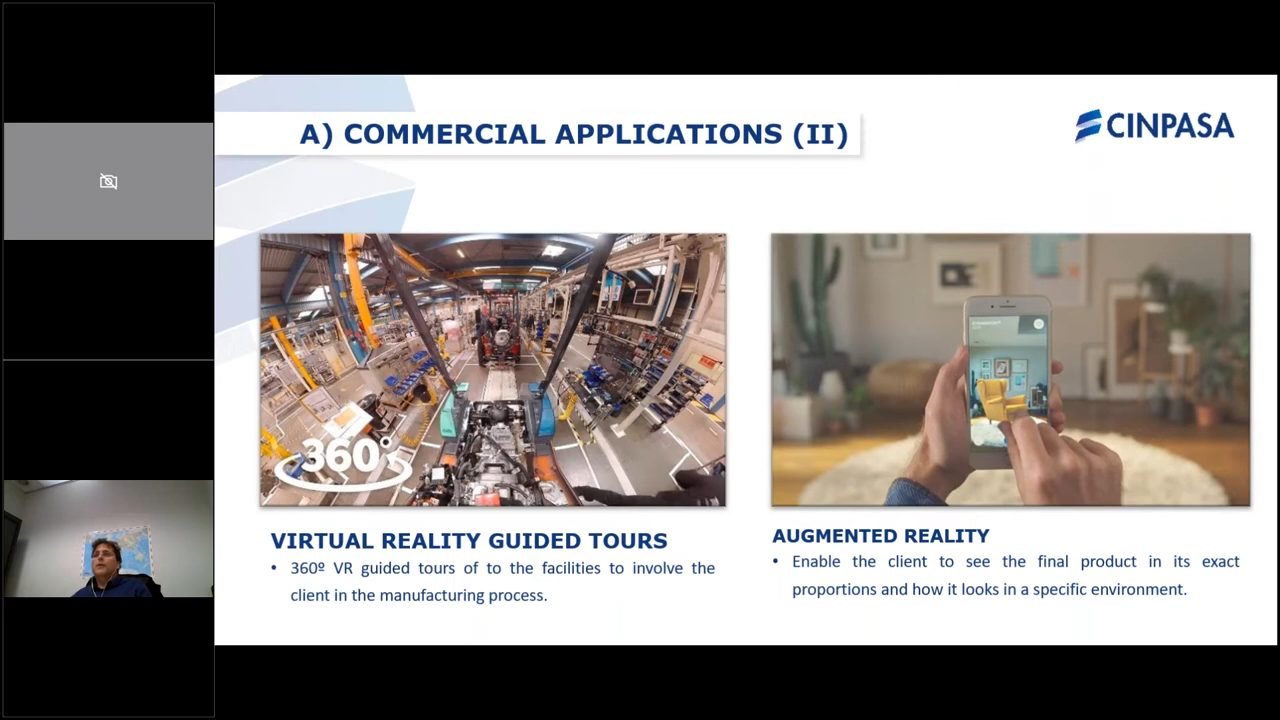 A) COMMERCIAL APPLICATIONS (II)
CINPASA
360°
VIRTUAL REALITY GUIDED TOURS
• 360º VR guided tours of to the facilities to involve the
client in the manufacturing process.
AUGMENTED REALITY
• Enable the client to see the final product in its exact
proportions and how it looks in a specific environment.